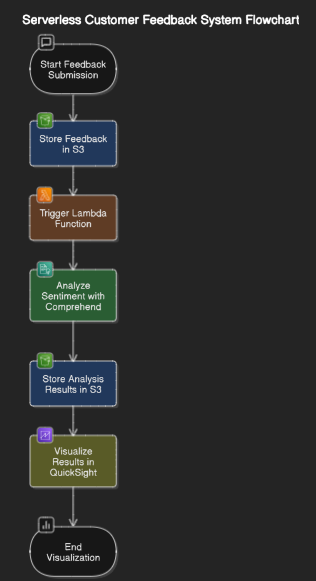 Serverless Customer Feedback System Flowchart
Start Feedback
Submission
Store Feedback
in S3
Trigger Lambda
Function
Analyze
Sentiment with
Comprehend
Store Analysis
Results in S3
Visualize
Results in
QuickSight
End
Visualization